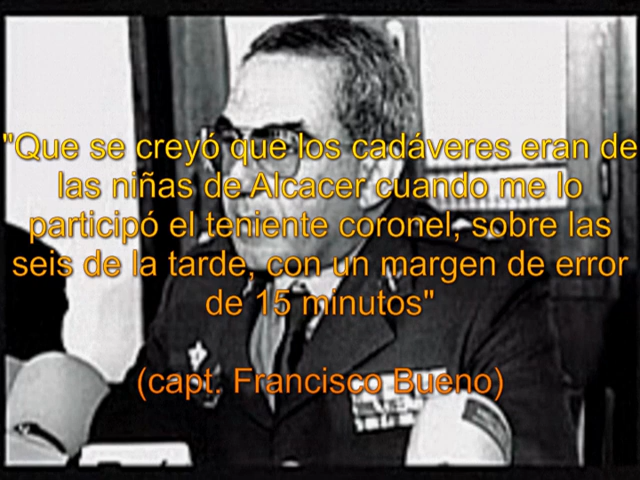 "Que se creyó que los cadáveres eran de
las niñas de Alcacer cuando me lo
participó el teniente coronel, sobre las
seis de la tarde, con un margen de error
de 15 minutos"
(capt. Francisco Bueno)